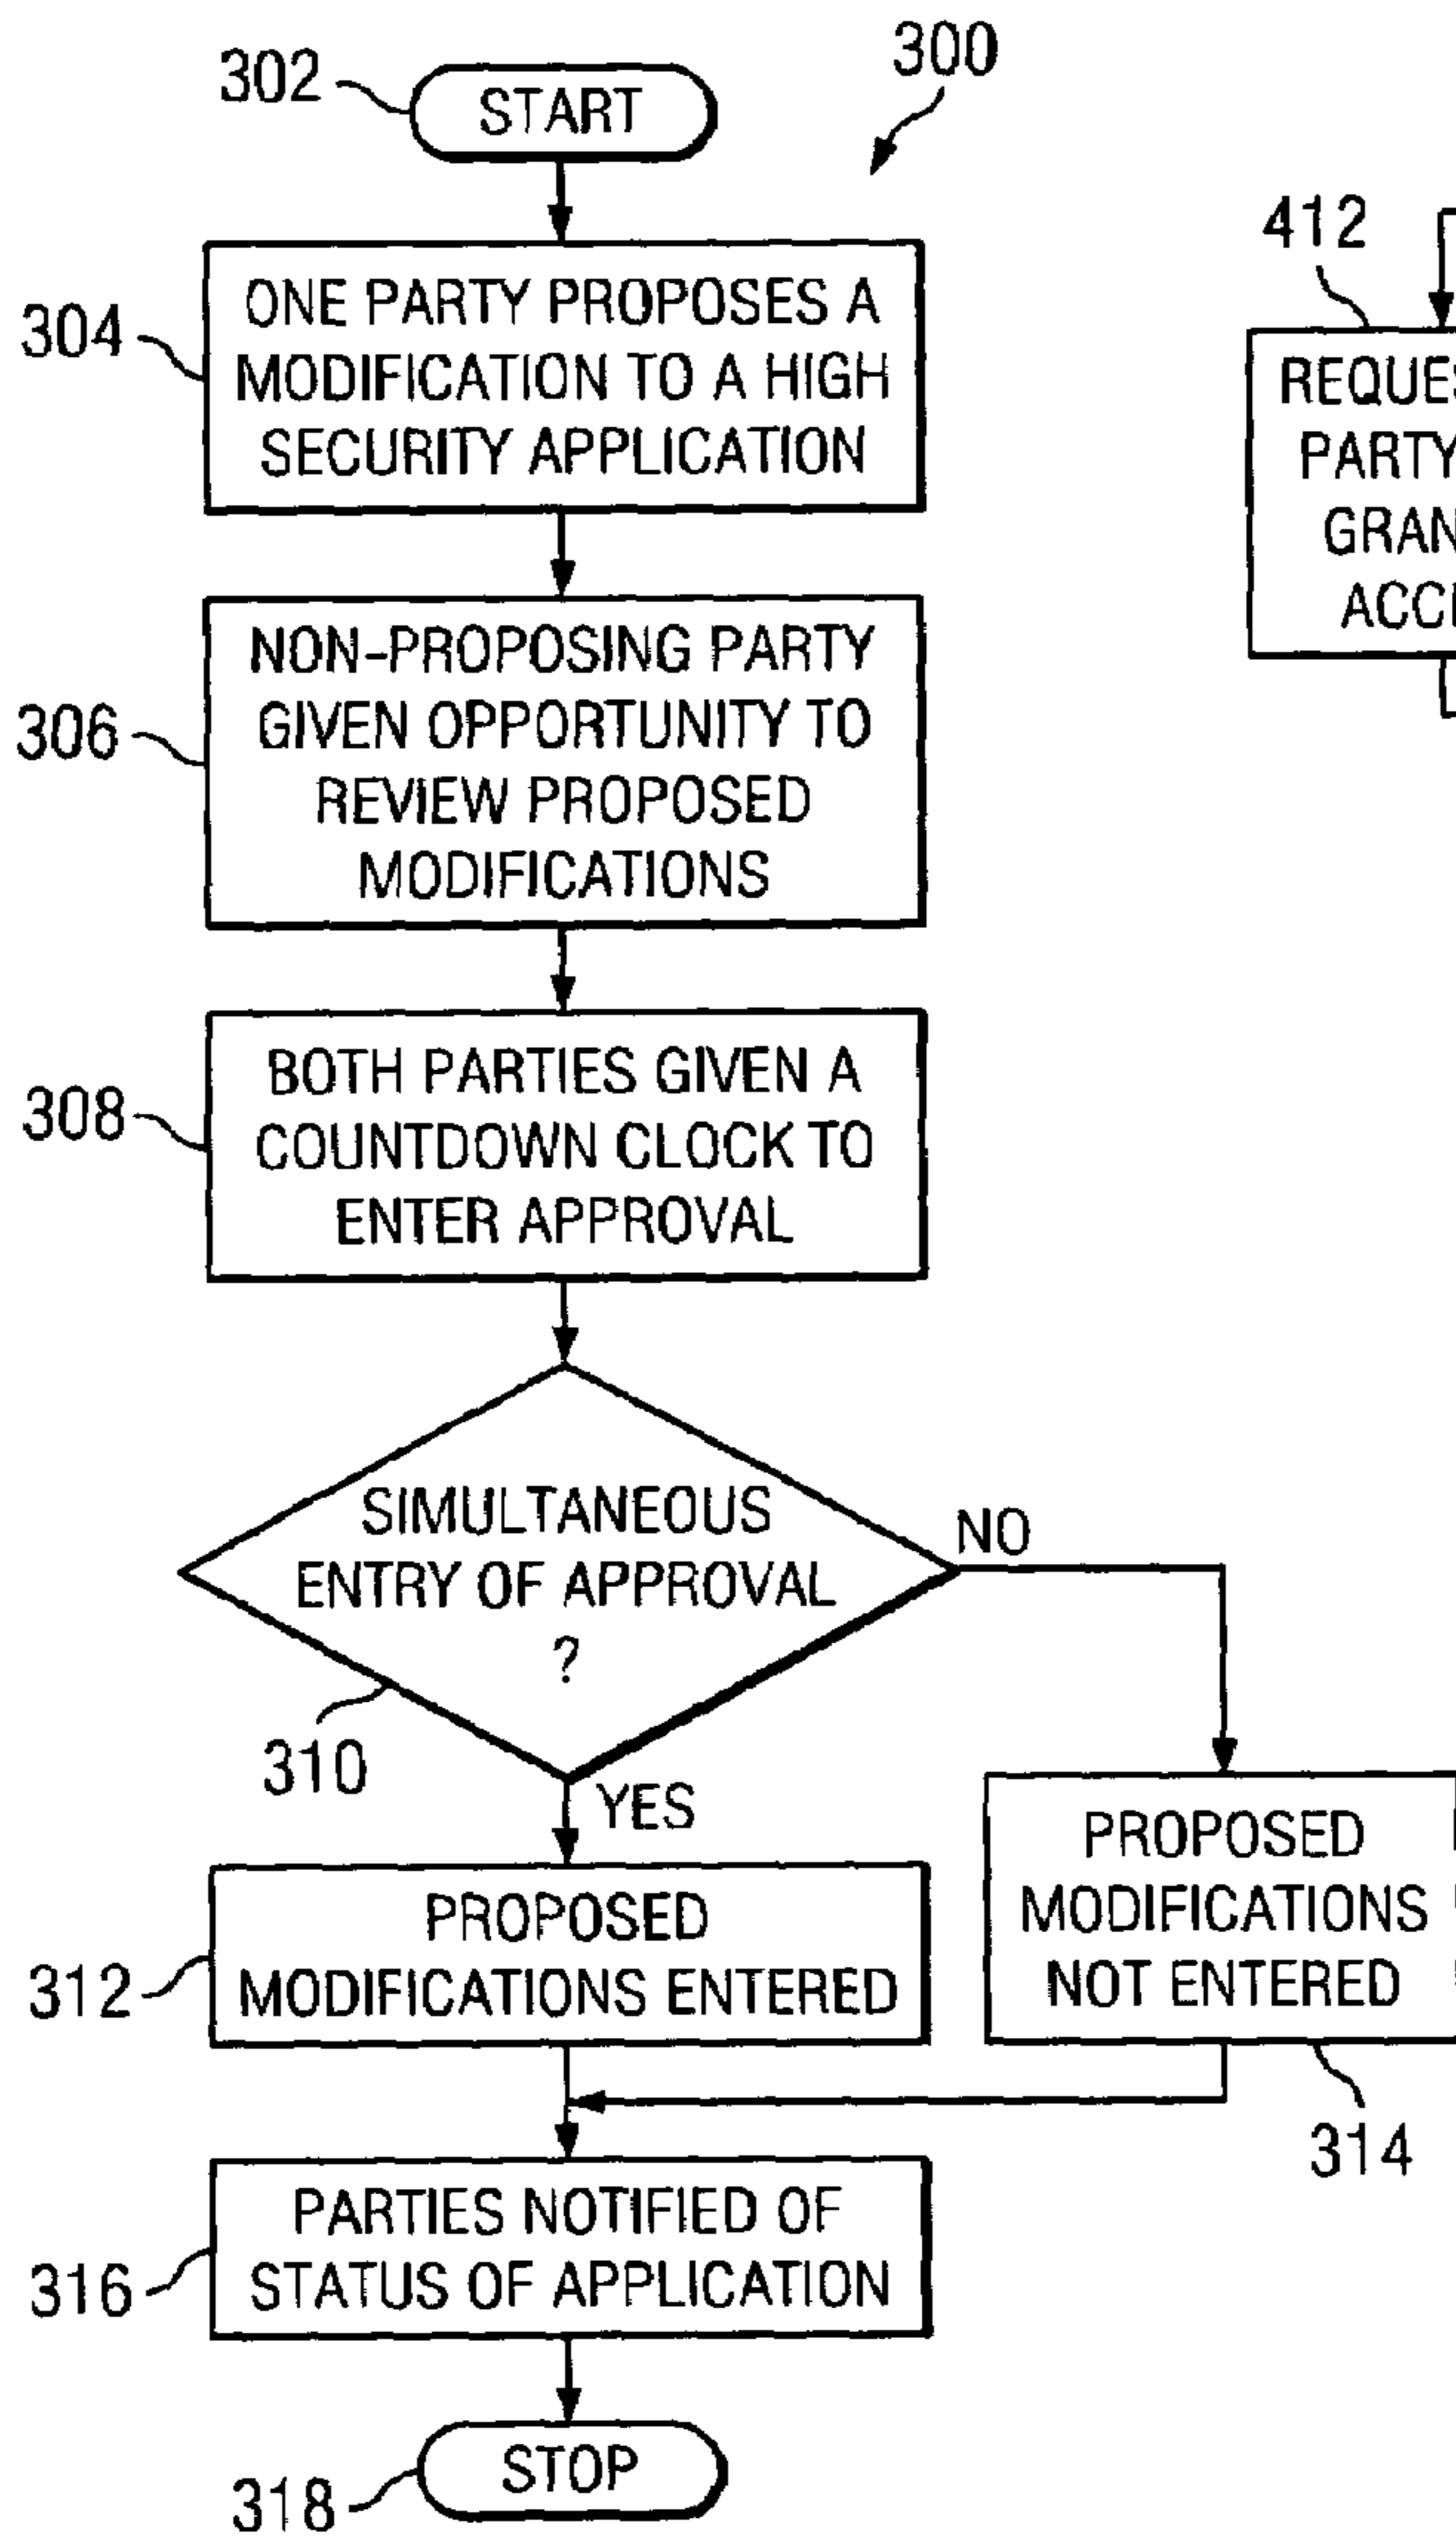 300
302
START
304
ONE PARTY PROPOSES A
MODIFICATION TO A HIGH
SECURITY APPLICATION
306
NON-PROPOSING PARTY
GIVEN OPPORTUNITY TO
REVIEW PROPOSED
MODIFICATIONS
308
BOTH PARTIES GIVEN A
COUNTDOWN CLOCK TO
ENTER APPROVAL
SIMULTANEOUS
ENTRY OF APPROVAL
?
310
NO
YES
312
PROPOSED
MODIFICATIONS ENTERED
PROPOSED
MODIFICATIONS
NOT ENTERED
314
316
PARTIES NOTIFIED OF
STATUS OF APPLICATION
318
STOP
412
PARTY